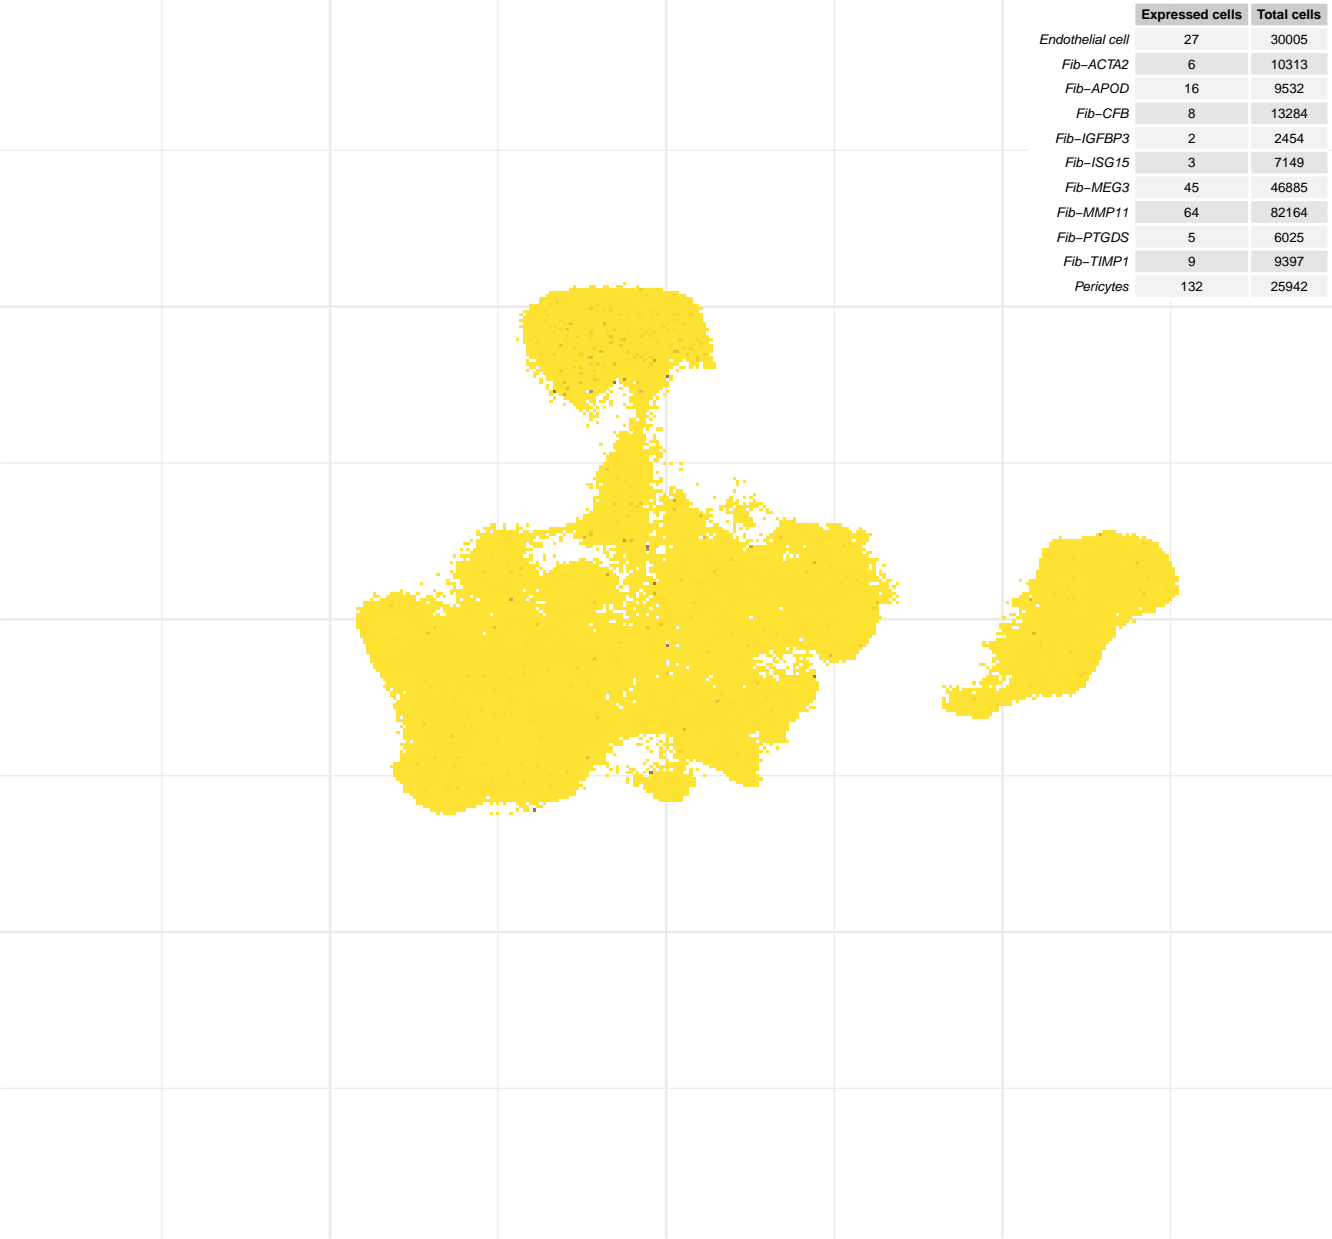 Expressed cells Total cells
Endothelial cell 27 30005
Fib−ACTA2 6 10313
Fib−APOD 16 9532
Fib−CFB 8 13284
Fib−IGFBP3 2 2454
Fib−ISG15 3 7149
Fib−MEG3 45 46885
Fib−MMP11 64 82164
Fib−PTGDS 5 6025
Fib−TIMP1 9 9397
Pericytes 132 25942